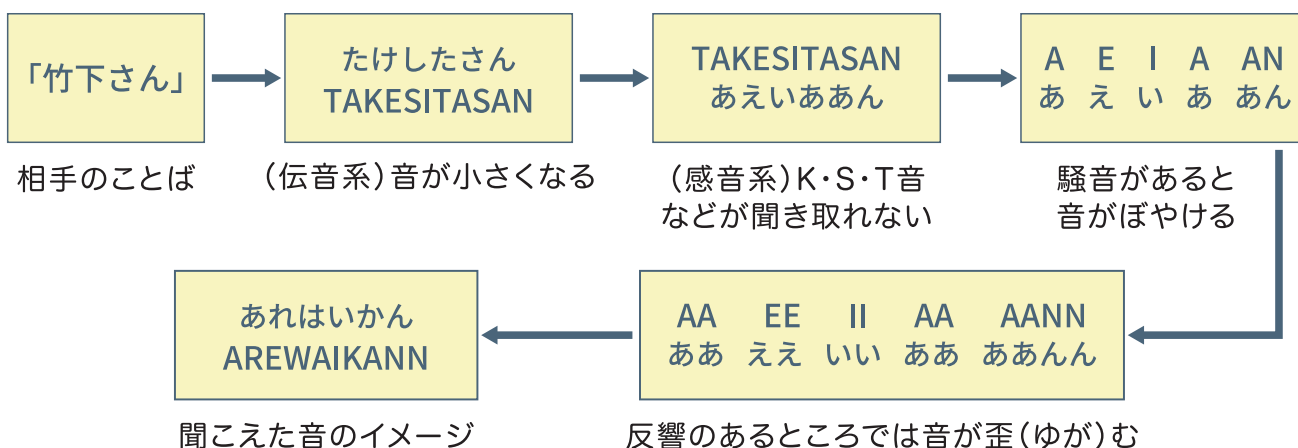 「竹下さん」
相手のことば
たけしたさん
TAKESITASAN
(伝音系)音が小さくなる
TAKESITASAN
あえいああん
(感音系)K・S・T音
などが聞き取れない
A E I A AN
あ え い あ あん
騒音があると
音がぼやける
AA EE II AA AANN
ああ ええ いい ああ ああんん
反響のあるところでは音が歪(ゆが)む
あれはいかん
AREWAIKANN
聞こえた音のイメージ